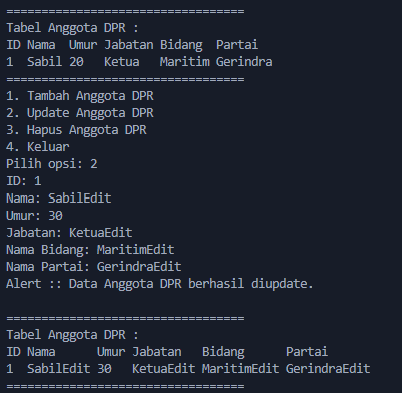 ==================================
Tabel Anggota DPR :
ID Nama  Umur Jabatan Bidang  Partai
1  Sabil 20   Ketua   Maritim Gerindra
==================================
1. Tambah Anggota DPR
2. Update Anggota DPR
3. Hapus Anggota DPR
4. Keluar
Pilih opsi: 2
ID: 1
Nama: SabilEdit
Umur: 30
Jabatan: KetuaEdit
Nama Bidang: MaritimEdit
Nama Partai: GerindraEdit
Alert :: Data Anggota DPR berhasil diupdate.

==================================
Tabel Anggota DPR :
ID Nama      Umur Jabatan   Bidang      Partai
1  SabilEdit 30   KetuaEdit MaritimEdit GerindraEdit
==================================